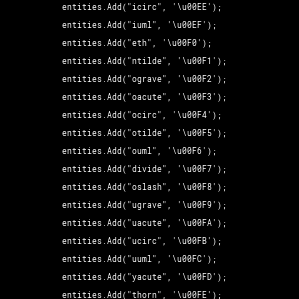 entities.Add("icirc", '\u00EE');
entities.Add("iuml", '\u00EF');
entities.Add("eth", '\u00F0');
entities.Add("ntilde", '\u00F1');
entities.Add("ograve", '\u00F2');
entities.Add("oacute", '\u00F3');
entities.Add("ocirc", '\u00F4');
entities.Add("otilde", '\u00F5');
entities.Add("ouml", '\u00F6');
entities.Add("divide", '\u00F7');
entities.Add("oslash", '\u00F8');
entities.Add("ugrave", '\u00F9');
entities.Add("uacute", '\u00FA');
entities.Add("ucirc", '\u00FB');
entities.Add("uuml", '\u00FC');
entities.Add("yacute", '\u00FD');
entities.Add("thorn", '\u00FE');